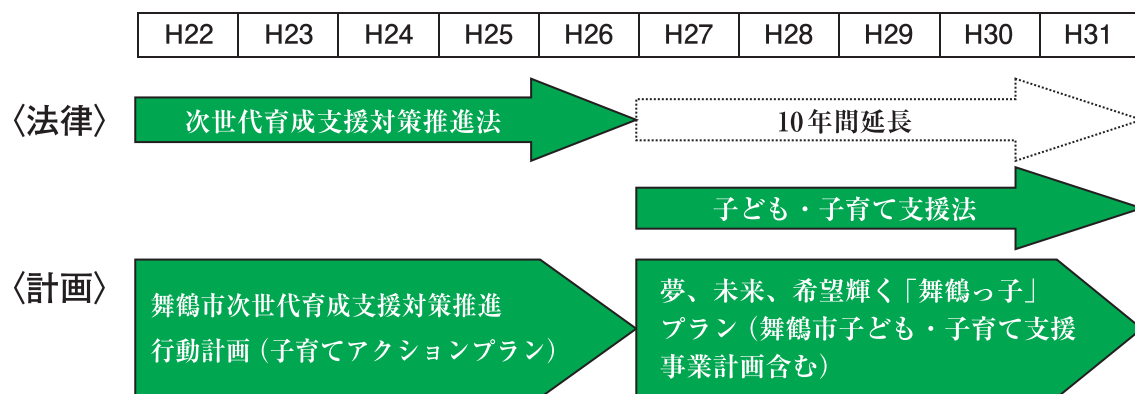 H22 H23 H24 H25 H26 H27 H28 H29 H30 H31
〈法律〉
次世代育成支援対策推進法
10年間延長
子ども・子育て支援法
〈計画〉
舞鶴市次世代育成支援対策推進
行動計画（子育てアクションプラン）
夢、未来、希望輝く「舞鶴っ子」
プラン（舞鶴市子ども・子育て支援
事業計画含む）